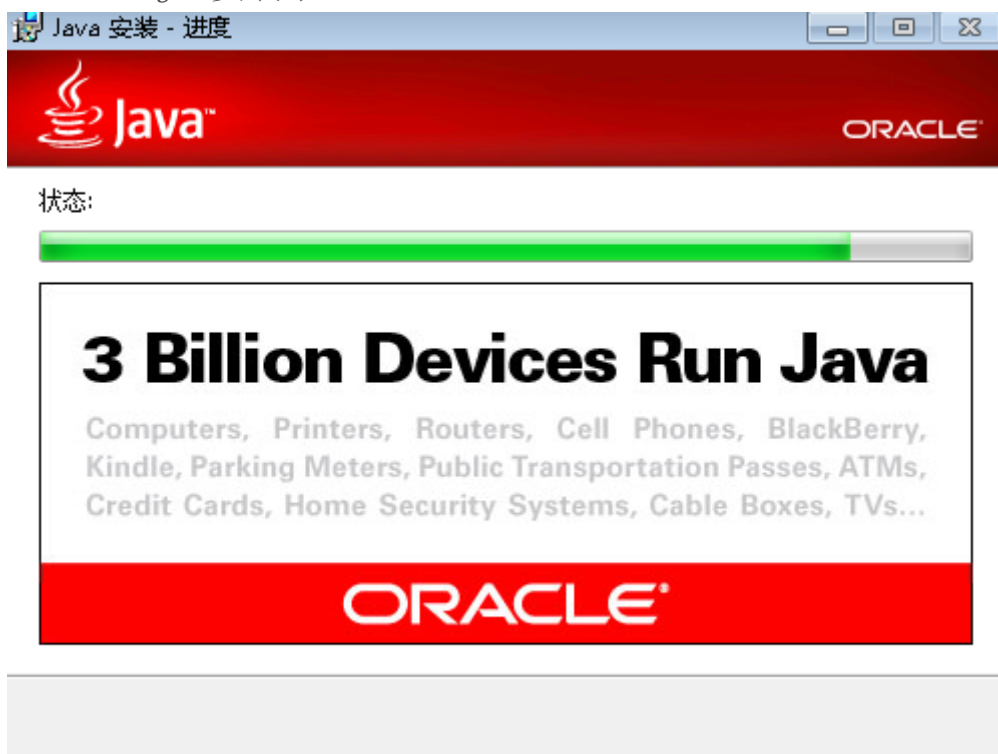 Java 安装 - 进度
Java™
ORACLE®
状态:
3 Billion Devices Run Java
Computers, Printers, Routers, Cell Phones, BlackBerry,
Kindle, Parking Meters, Public Transportation Passes, ATMs,
Credit Cards, Home Security Systems, Cable Boxes, TVs...
ORACLE®